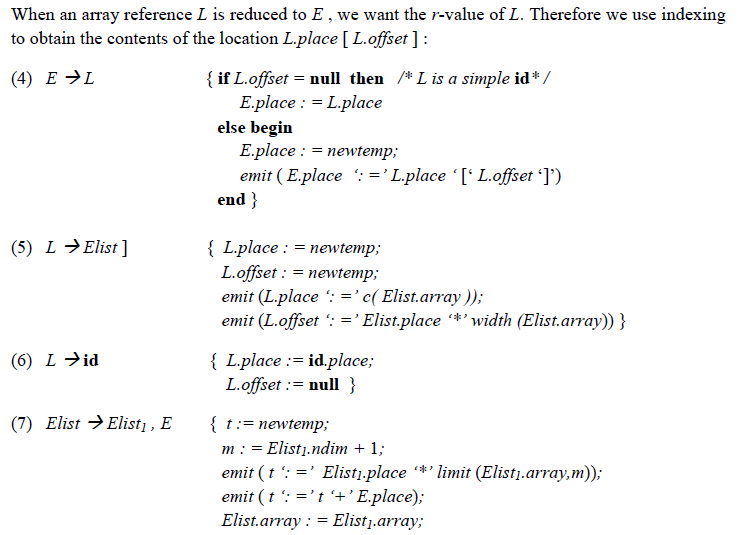 When an array reference L is reduced to E , we want the r-value of L. Therefore we use indexing
to obtain the contents of the location L.place [ L.offset ] :
(4) E → L { if L.offset = null then /* L is a simple id* /
E.place : = L.place
else begin
E.place : = newtemp;
emit ( E.place ‘: =’ L.place ‘ [‘ L.offset ‘]’)
end }
(5) L → Elist ] { L.place : = newtemp;
L.offset : = newtemp;
emit (L.place ‘: =’ c( Elist.array ));
emit (L.offset ‘: =’ Elist.place ‘*’ width (Elist.array)) }
(6) L → id { L.place := id.place;
L.offset := null }
(7) Elist → Elist1 , E { t := newtemp;
m : = Elist1.ndim + 1;
emit ( t ‘: =’ Elist1.place ‘*’ limit (Elist1.array,m));
emit ( t ‘: =’ t ‘+’ E.place);
Elist.array : = Elist1.array;